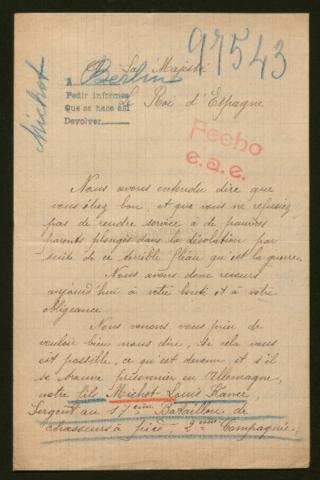 97543
Michot
A Sa Majesté
Berlin
Pedir informes
Que se hace así
Devolver
Le Roi d'Espagne
Fecho
e.a.e.
Nous avons entendu dire que
vous étiez bon, et que vous ne refusiez
pas de rendre service à de pauvres
parents plongés dans la désolation par
suite de ce terrible fléau qu'est la guerre.
Nous avons donc recours
aujourd'hui à votre bonté et à votre
obligeance.
Nous venons vous prier de
vouloir bien nous dire, si cela vous
est possible, ce qu'est devenu et s'il
se trouve prisonnier en Allemagne,
notre fils Michot Louis
Sergent au 17ème Bataillon de
chasseurs à pied 2ème Compagnie,